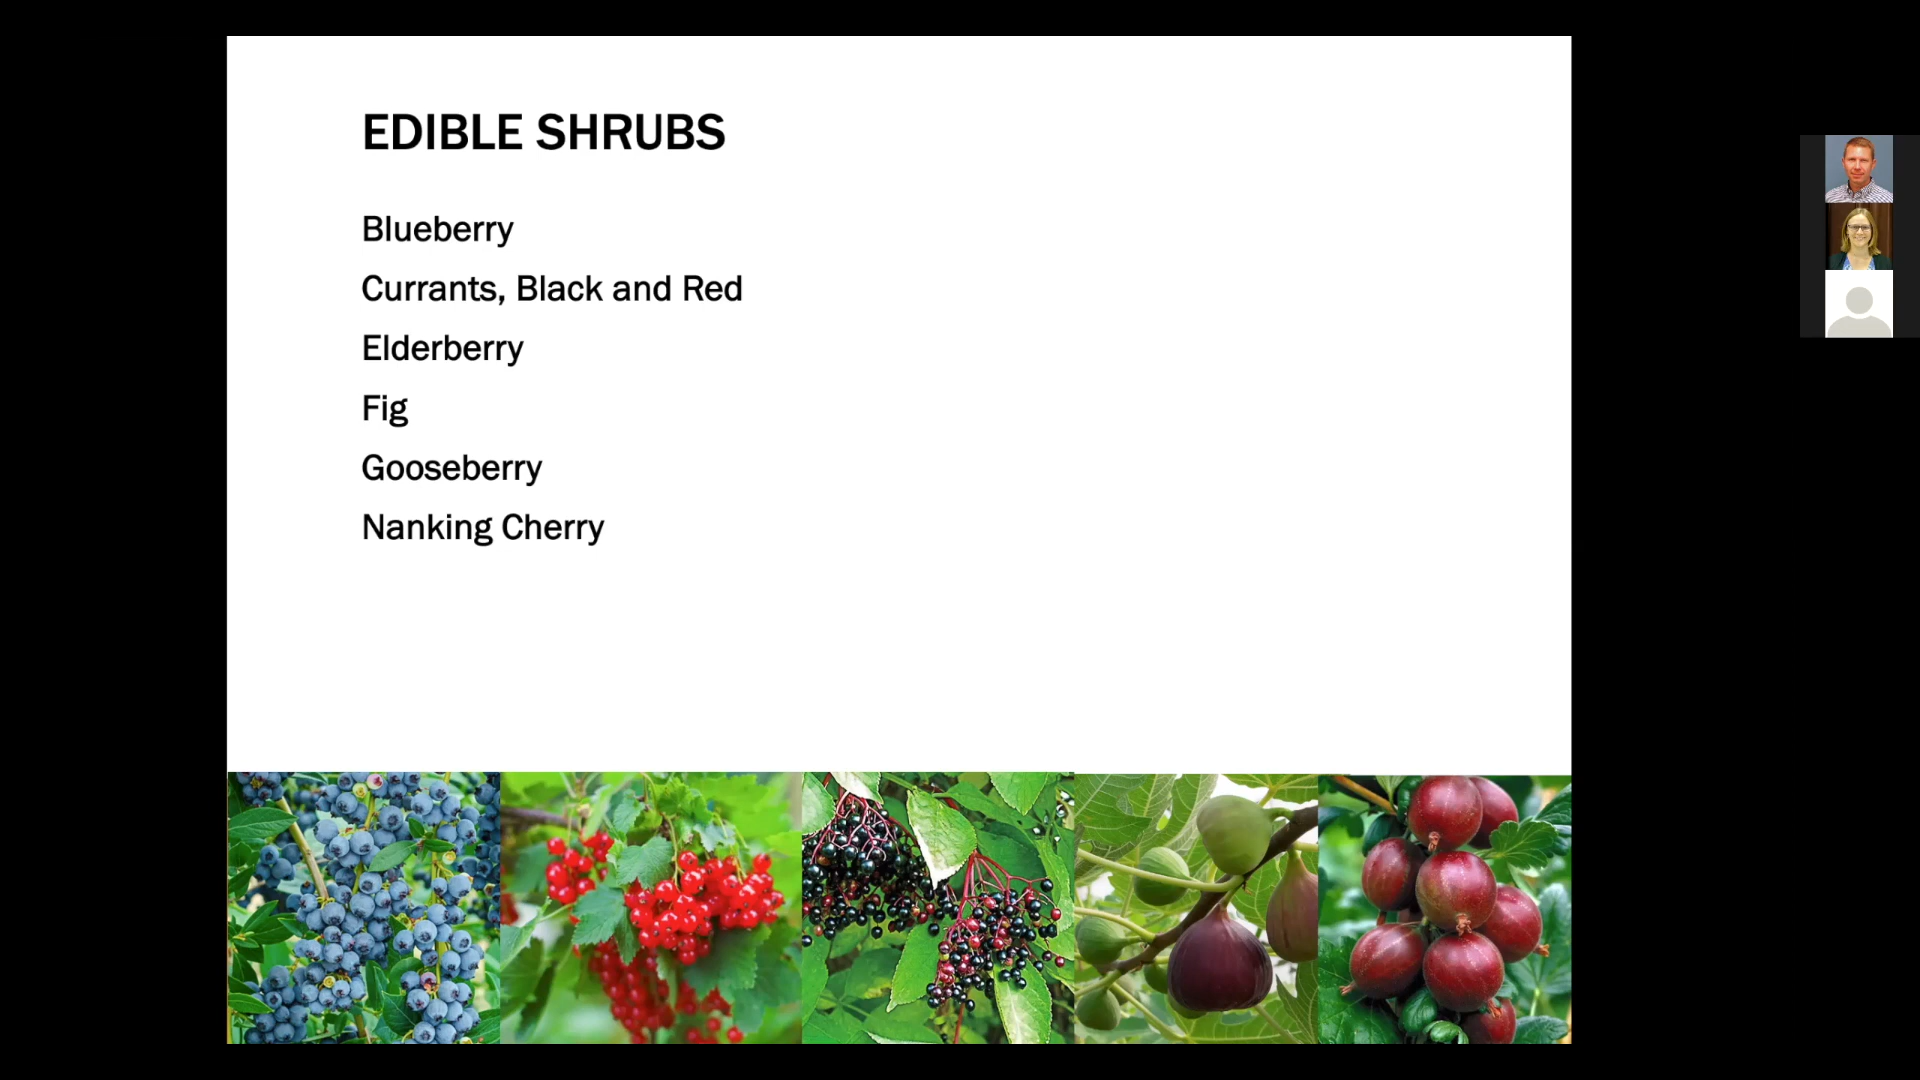 EDIBLE SHRUBS
Blueberry
Currants, Black and Red
Elderberry
Fig
Gooseberry
Nanking Cherry